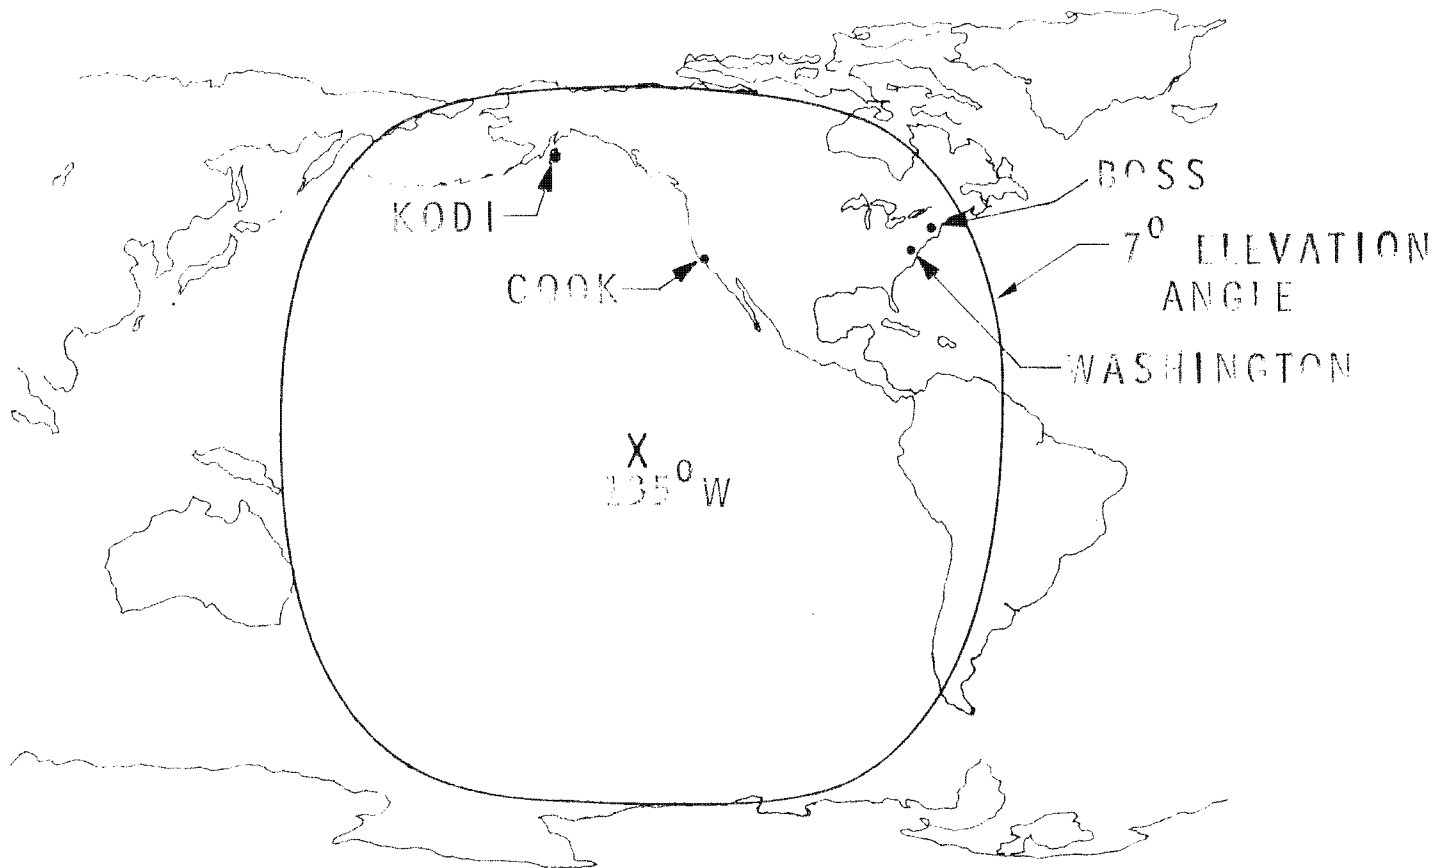 BOSS
KODI
7° ELEVATION
ANGLE
COOK
WASHINGTON
X
135° W